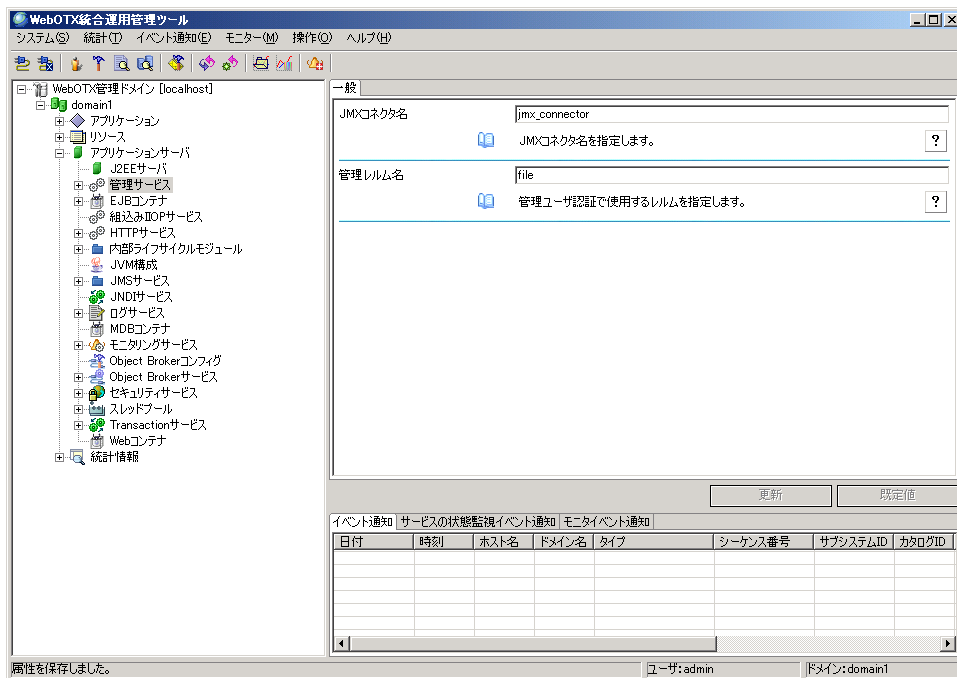 WebOTX統合運用管理ツール
システム(S) 統計(T) イベント通知(E) モニター(M) 操作(O) ヘルプ(H)
WebOTX管理ドメイン [localhost]
domain1
アプリケーション
リソース
アプリケーションサーバ
J2EEサーバ
管理サービス
EJBコンテナ
組込みIIOPサービス
HTTPサービス
内部ライフサイクルモジュール
JVM構成
JMSサービス
JNDIサービス
ログサービス
MDBコンテナ
モニタリングサービス
Object Brokerコンフィグ
Object Brokerサービス
セキュリティサービス
スレッドプール
Transactionサービス
Webコンテナ
統計情報
一般
JMXコネクタ名 jmx_connector
JMXコネクタ名を指定します。 ?
管理レルム名 file
管理ユーザ認証で使用するレルムを指定します。 ?
更新 既定値
イベント通知 サービスの状態監視イベント通知 モニタイベント通知
日付 時刻 ホスト名 ドメイン名 タイプ シーケンス番号 サブシステムID カタログID
属性を保存しました。 ユーザ:admin ドメイン:domain1